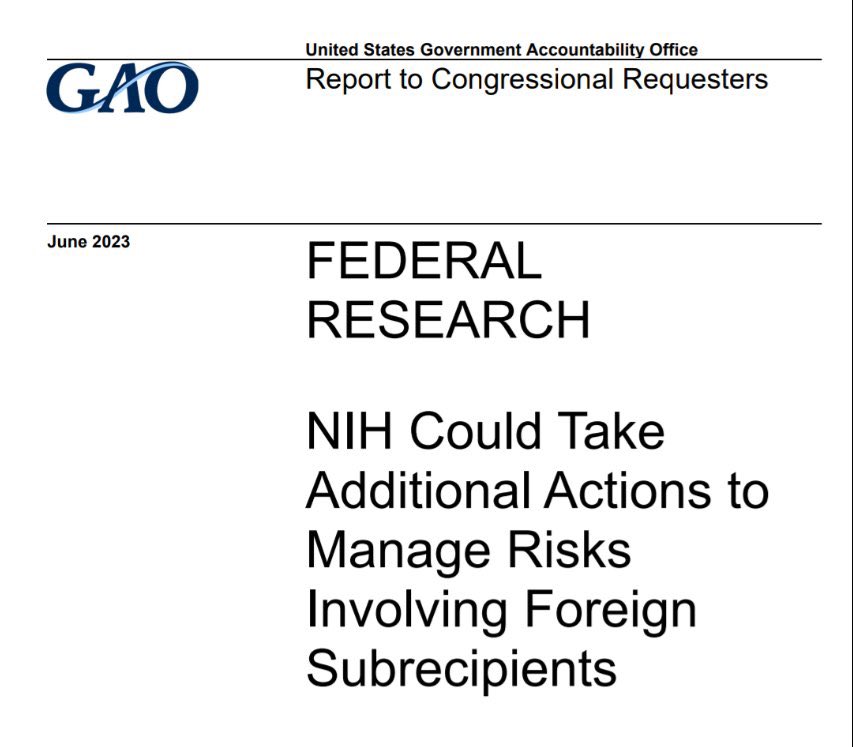 United States Government Accountability Office
GAO
Report to Congressional Requesters
June 2023
FEDERAL
RESEARCH
NIH Could Take
Additional Actions to
Manage Risks
Involving Foreign
Subrecipients